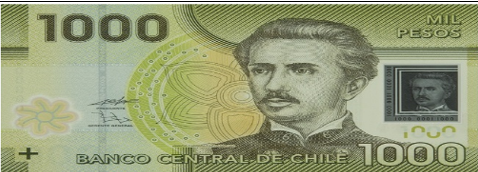 1000
MIL
PESOS
+ BANCO CENTRAL DE CHILE 1000